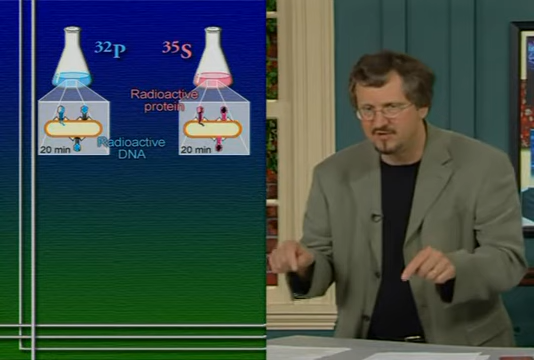 32P
35S
Radioactive
protein
Radioactive
DNA
20 min
20 min